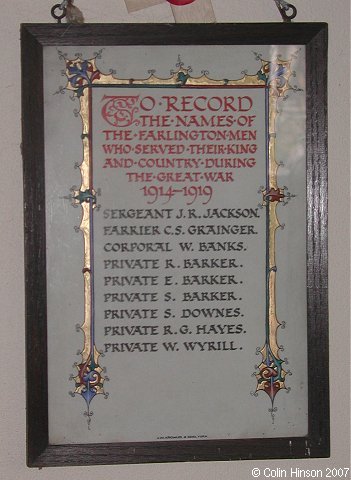 TO·RECORD
THE·NAMES·OF
THE·FARLINGTON·MEN
WHO·SERVED·THEIR·KING
AND·COUNTRY·DURING
THE·GREAT·WAR
1914–1919
SERGEANT J.R. JACKSON.
FARRIER C.S. GRAINGER.
CORPORAL W. BANKS.
PRIVATE R. BARKER.
PRIVATE E. BARKER.
PRIVATE S. BARKER.
PRIVATE S. DOWNES.
PRIVATE R.G. HAYES.
PRIVATE W. WYRILL.
© Colin Hinson 2007